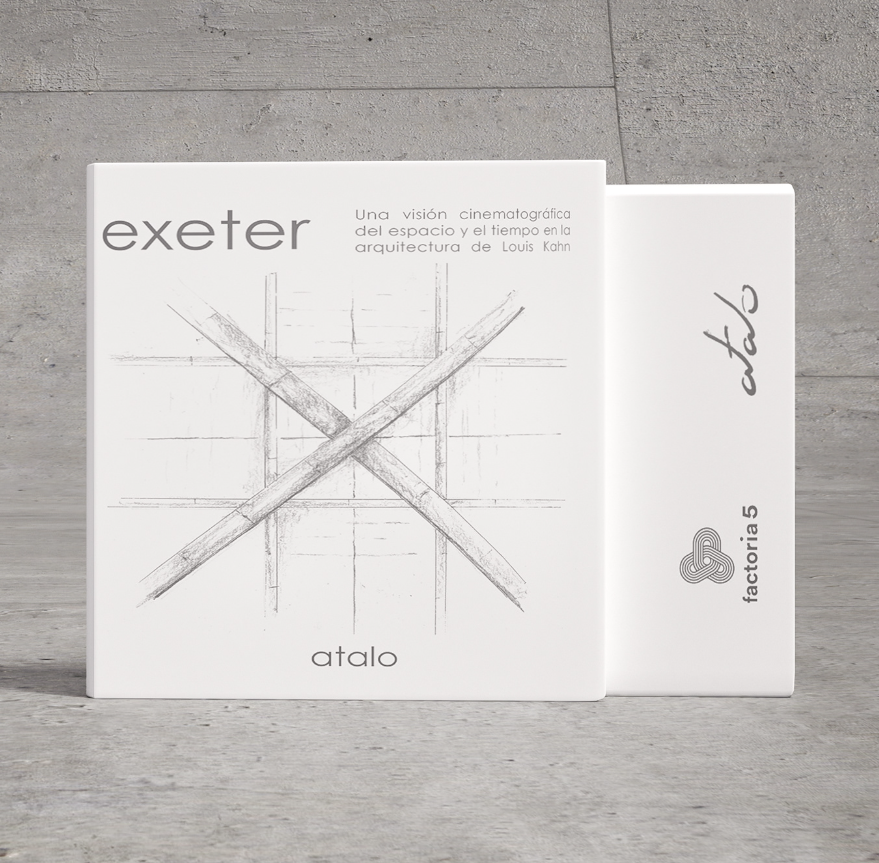 exeter
Una visión cinematográfica
del espacio y el tiempo en la
arquitectura de Louis Kahn
atalo
atalo
factoria 5